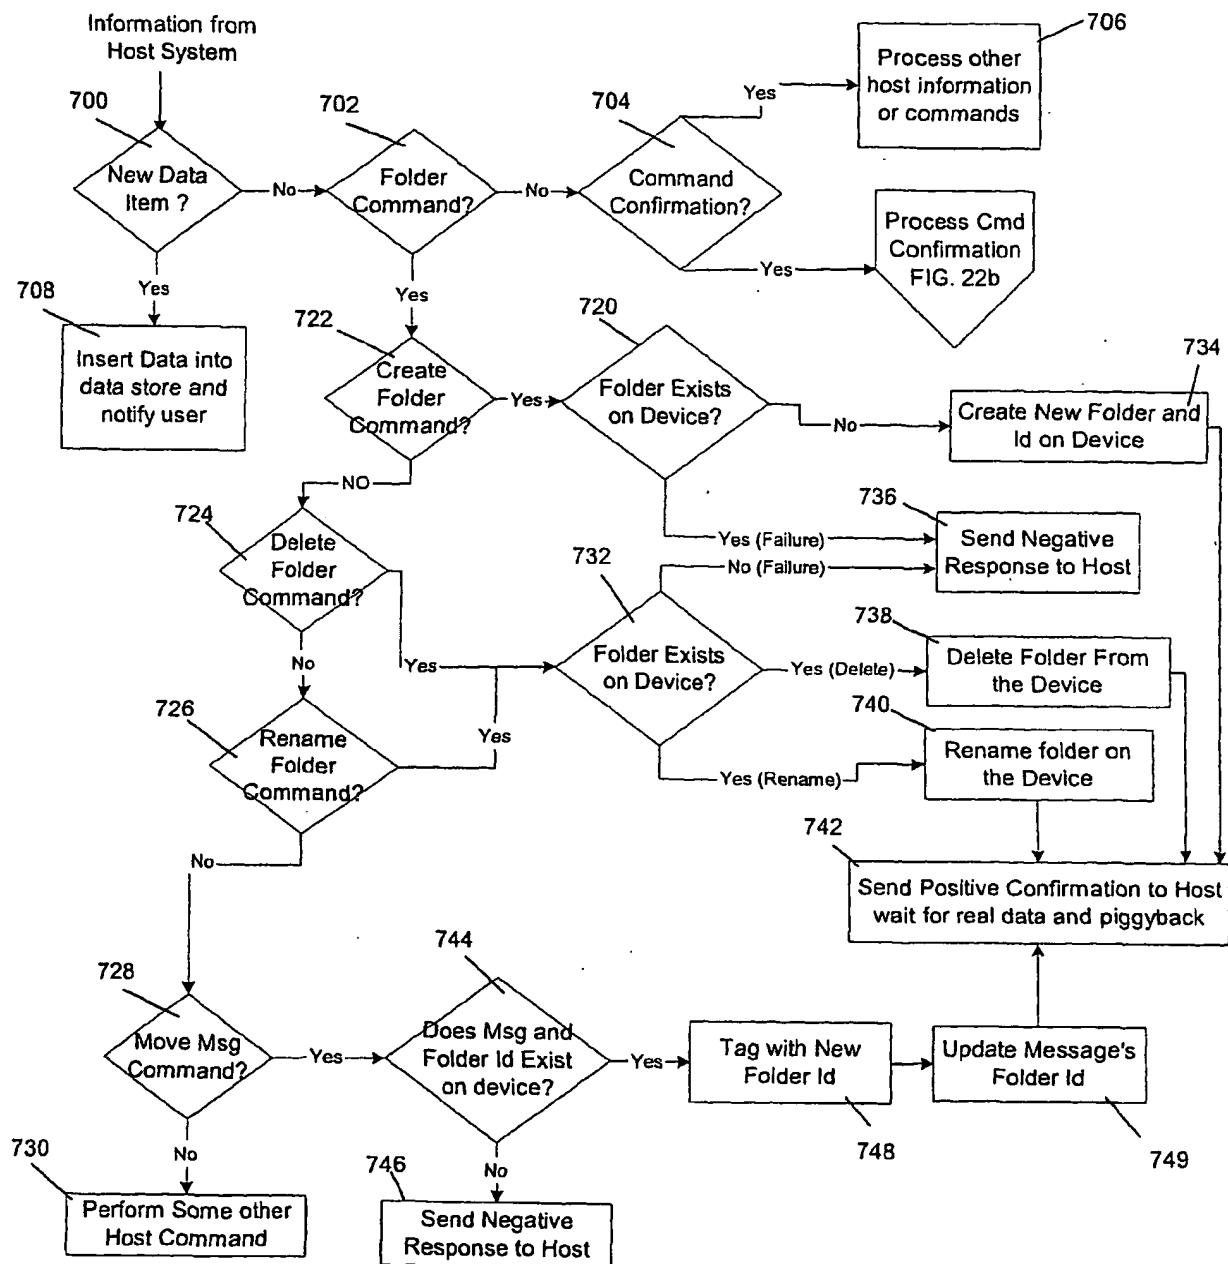 Information from
Host System
700
New Data
Item ?
No
702
Folder
Command?
No
704
Command
Confirmation?
Yes
706
Process other
host information
or commands
Yes
Process Cmd
Confirmation
FIG. 22b
Yes
708
Insert Data into
data store and
notify user
Yes
722
Create
Folder
Command?
Yes
720
Folder Exists
on Device?
No
734
Create New Folder and
Id on Device
NO
Yes (Failure)
736
Send Negative
Response to Host
724
Delete
Folder
Command?
Yes
No
732
Folder Exists
on Device?
No (Failure)
Yes (Delete)
738
Delete Folder From
the Device
726
Rename
Folder
Command?
Yes
Yes (Rename)
740
Rename folder on
the Device
No
742
Send Positive Confirmation to Host
wait for real data and piggyback
728
Move Msg
Command?
Yes
744
Does Msg and
Folder Id Exist
on device?
Yes
Tag with New
Folder Id
748
Update Message's
Folder Id
749
No
730
Perform Some other
Host Command
No
746
Send Negative
Response to Host